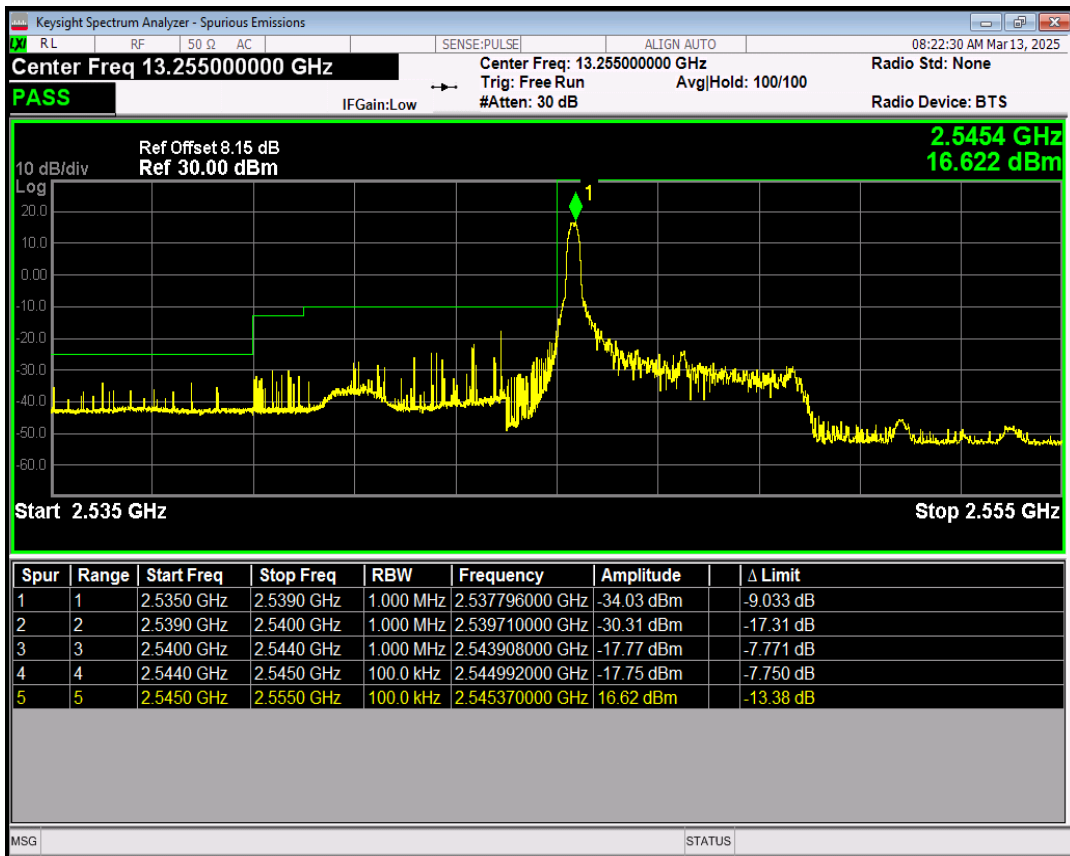 Keysight Spectrum Analyzer - Spurious Emissions
LXI RL RF 50 Ω AC SENSE:PULSE ALIGN AUTO 08:22:30 AM Mar 13, 2025
Center Freq 13.255000000 GHz Center Freq: 13.255000000 GHz Radio Std: None
Trig: Free Run Avg|Hold: 100/100
PASS IFGain:Low #Atten: 30 dB Radio Device: BTS
2.5454 GHz
16.622 dBm
Ref Offset 8.15 dB
10 dB/div Ref 30.00 dBm
Log
1
20.0
10.0
0.00
-10.0
-20.0
-30.0
-40.0
-50.0
-60.0
Start 2.535 GHz Stop 2.555 GHz
Spur Range Start Freq Stop Freq RBW Frequency Amplitude Δ Limit
1 1 2.5350 GHz 2.5390 GHz 1.000 MHz 2.537796000 GHz -34.03 dBm -9.033 dB
2 2 2.5390 GHz 2.5400 GHz 1.000 MHz 2.539710000 GHz -30.31 dBm -17.31 dB
3 3 2.5400 GHz 2.5440 GHz 1.000 MHz 2.543908000 GHz -17.77 dBm -7.771 dB
4 4 2.5440 GHz 2.5450 GHz 100.0 kHz 2.544992000 GHz -17.75 dBm -7.750 dB
5 5 2.5450 GHz 2.5550 GHz 100.0 kHz 2.545370000 GHz 16.62 dBm -13.38 dB
MSG STATUS